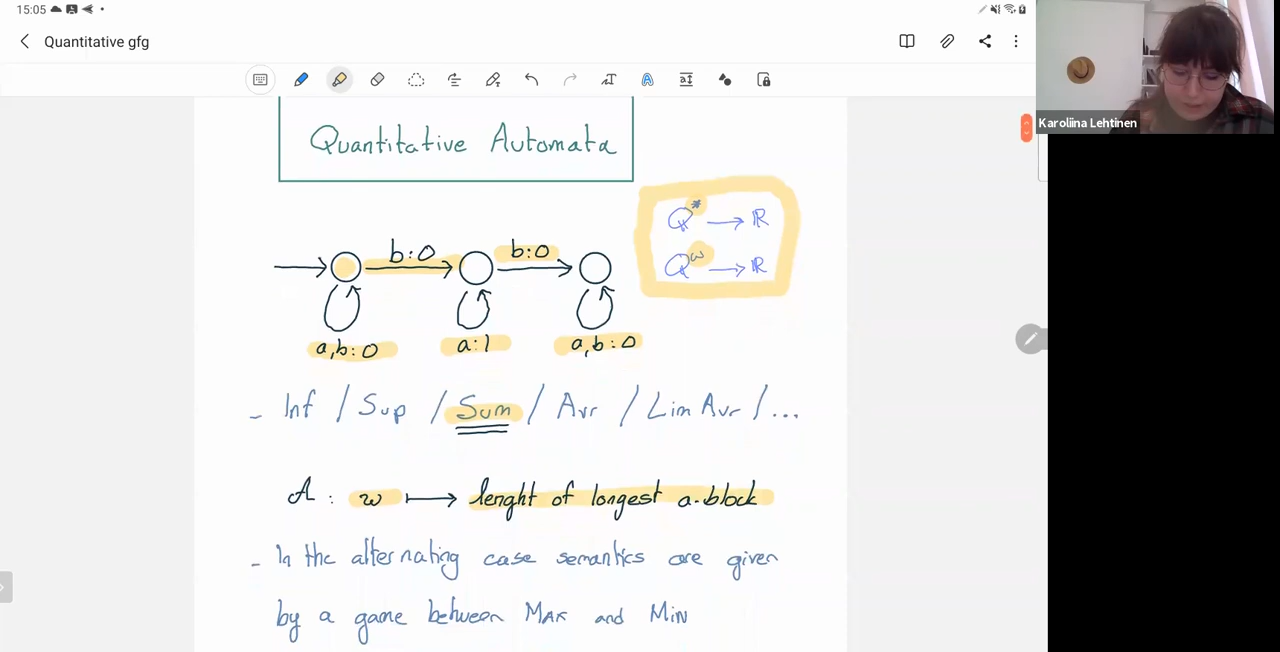 15:05
Quantitative gfg
Karoliina Lehtinen
Quantitative Automata
Q* → ℝ
Qω → ℝ
b:0 b:0
a,b:0 a:1 a,b:0
- Inf / Sup / Sum / Avr / Lim Avr / ...
A : w ↦ lenght of longest a-block
- In the alternating case semantics are given
by a game between MAX and MIN